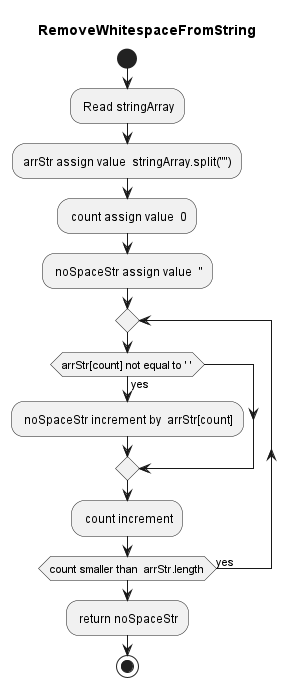 RemoveWhitespaceFromString
Read stringArray
arrStr assign value  stringArray.split("")
count assign value  0
noSpaceStr assign value  ''
arrStr[count] not equal to ' '
yes
noSpaceStr increment by  arrStr[count]
count increment
count smaller than  arrStr.length
yes
return noSpaceStr